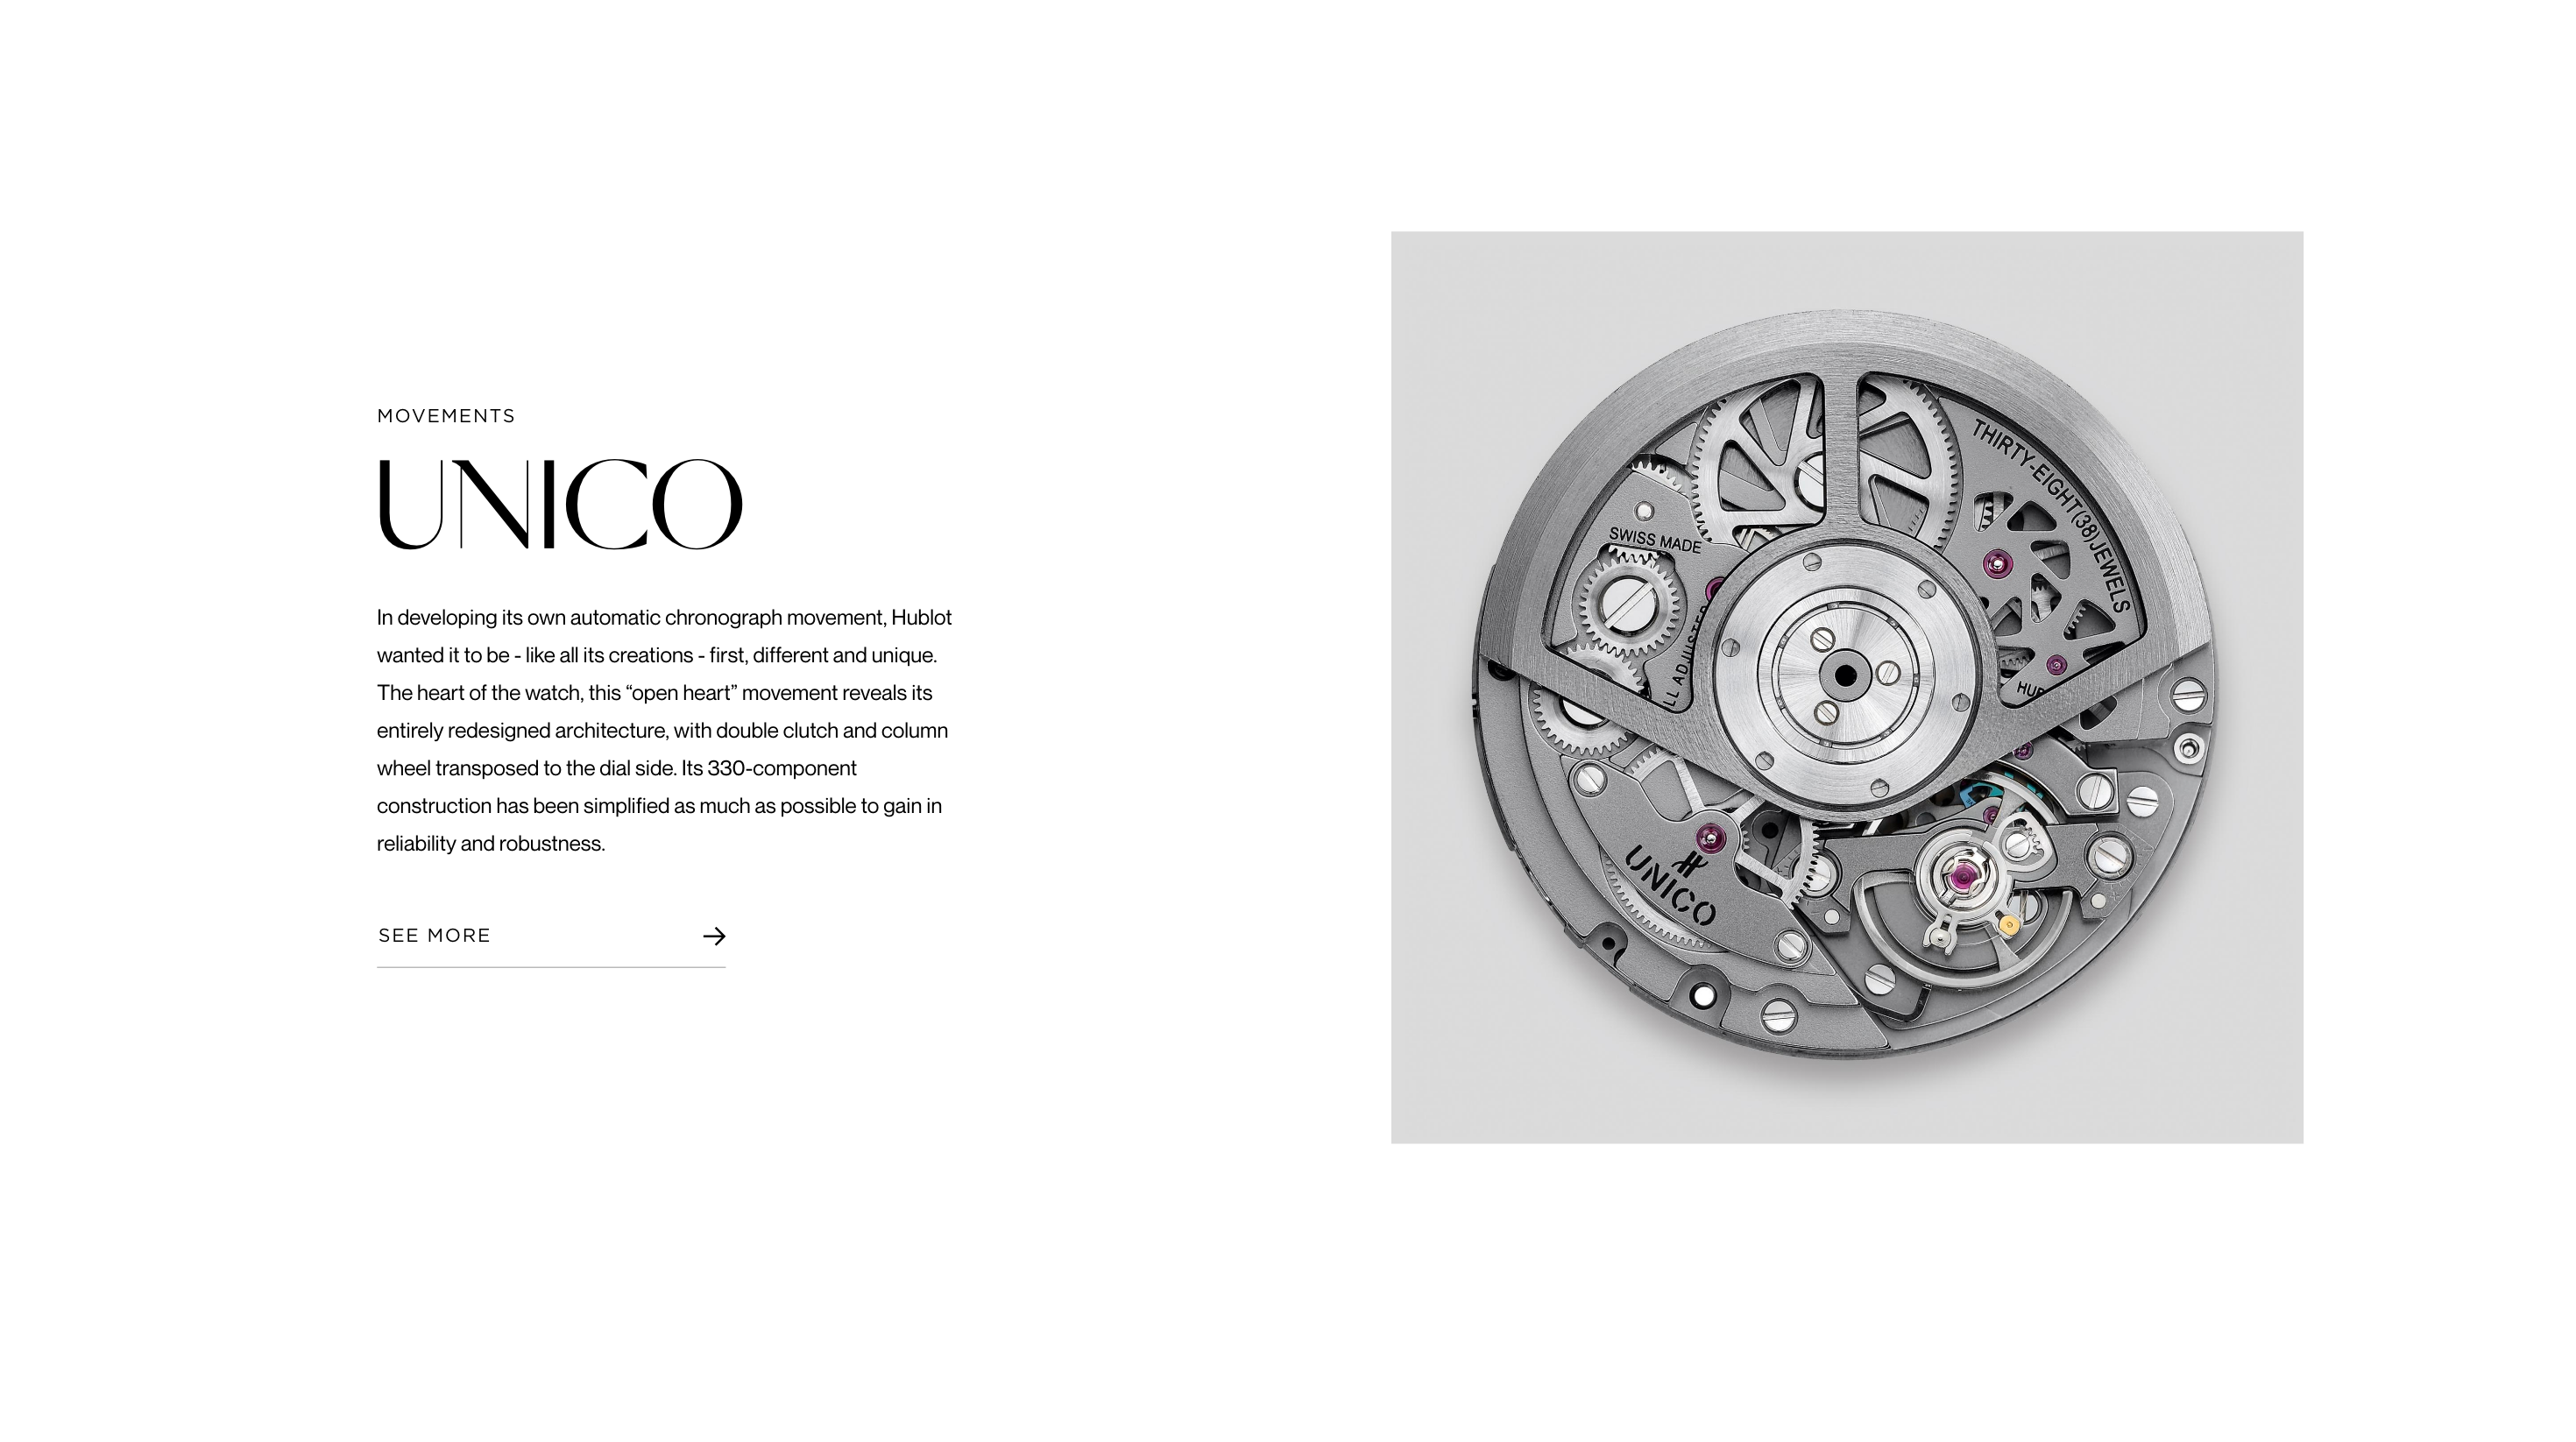 MOVEMENTS
UNICO
In developing its own automatic chronograph movement, Hublot
wanted it to be - like all its creations - first, different and unique.
The heart of the watch, this “open heart” movement reveals its
entirely redesigned architecture, with double clutch and column
wheel transposed to the dial side. Its 330-component
construction has been simplified as much as possible to gain in
reliability and robustness.
SEE MORE
THIRTY-EIGHT(38)JEWELS
SWISS MADE
LL ADJUSTED
HUB
UNICO